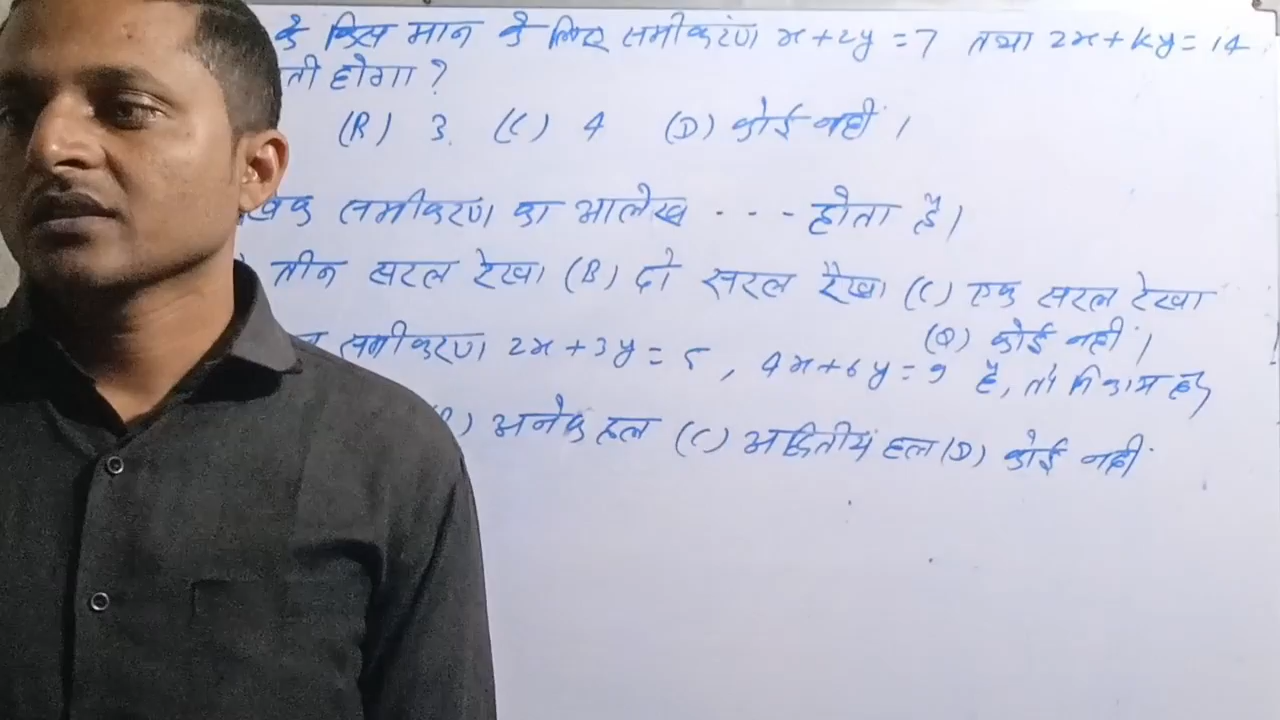 के किस मान के लिए समीकरण x+2y=7 तथा 2x+ky=14
ती होगा?
(B) 3. (C) 4 (D) कोई नहीं।
खिक समीकरण का आलेख --- होता है।
तीन सरल रेखा (B) दो सरल रेखा (C) एक सरल रेखा
(D) कोई नहीं।
समीकरण 2x+3y=5, 4x+6y=9 है, तो
अनेक हल (C) अद्वितीय हल (D) कोई नहीं